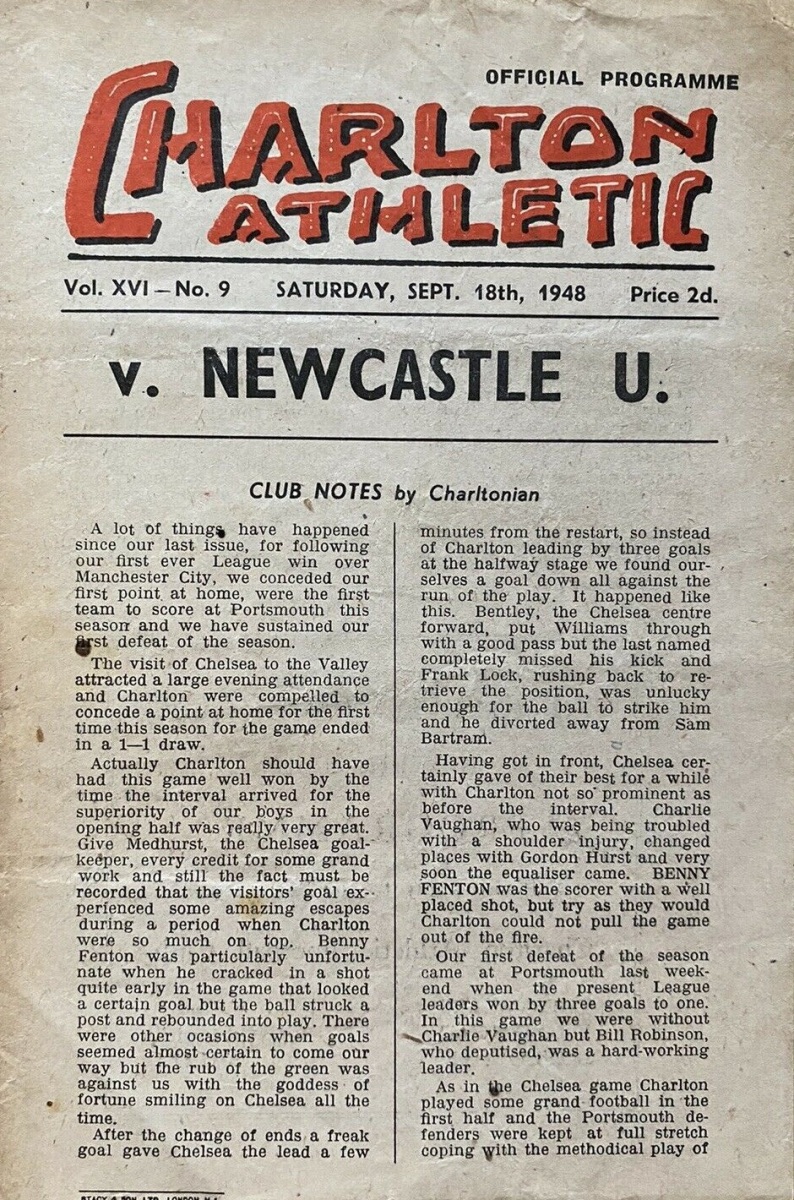 OFFICIAL PROGRAMME
CHARLTON
ATHLETIC
Vol. XVI – No. 9 SATURDAY, SEPT. 18th, 1948 Price 2d.
v. NEWCASTLE U.
CLUB NOTES by Charltonian
A lot of things have happened
since our last issue, for following
our first ever League win over
Manchester City, we conceded our
first point at home, were the first
team to score at Portsmouth this
season and we have sustained our
first defeat of the season.
The visit of Chelsea to the Valley
attracted a large evening attendance
and Charlton were compelled to
concede a point at home for the first
time this season for the game ended
in a 1—1 draw.
Actually Charlton should have
had this game well won by the
time the interval arrived for the
superiority of our boys in the
opening half was really very great.
Give Medhurst, the Chelsea goal-
keeper, every credit for some grand
work and still the fact must be
recorded that the visitors' goal ex-
perienced some amazing escapes
during a period when Charlton
were so much on top. Benny
Fenton was particularly unfortu-
nate when he cracked in a shot
quite early in the game that looked
a certain goal but the ball struck a
post and rebounded into play. There
were other ocasions when goals
seemed almost certain to come our
way but the rub of the green was
against us with the goddess of
fortune smiling on Chelsea all the
time.
After the change of ends a freak
goal gave Chelsea the lead a few
minutes from the restart, so instead
of Charlton leading by three goals
at the halfway stage we found our-
selves a goal down all against the
run of the play. It happened like
this. Bentley, the Chelsea centre
forward, put Williams through
with a good pass but the last named
completely missed his kick and
Frank Lock, rushing back to re-
trieve the position, was unlucky
enough for the ball to strike him
and he diverted away from Sam
Bartram.
Having got in front, Chelsea cer-
tainly gave of their best for a while
with Charlton not so prominent as
before the interval. Charlie
Vaughan, who was being troubled
with a shoulder injury, changed
places with Gordon Hurst and very
soon the equaliser came. BENNY
FENTON was the scorer with a well
placed shot, but try as they would
Charlton could not pull the game
out of the fire.
Our first defeat of the season
came at Portsmouth last week-
end when the present League
leaders won by three goals to one.
In this game we were without
Charlie Vaughan but Bill Robinson,
who deputised, was a hard-working
leader.
As in the Chelsea game Charlton
played some grand football in the
first half and the Portsmouth de-
fenders were kept at full stretch
coping with the methodical play of
STACY & SON LTD. LONDON N.1.